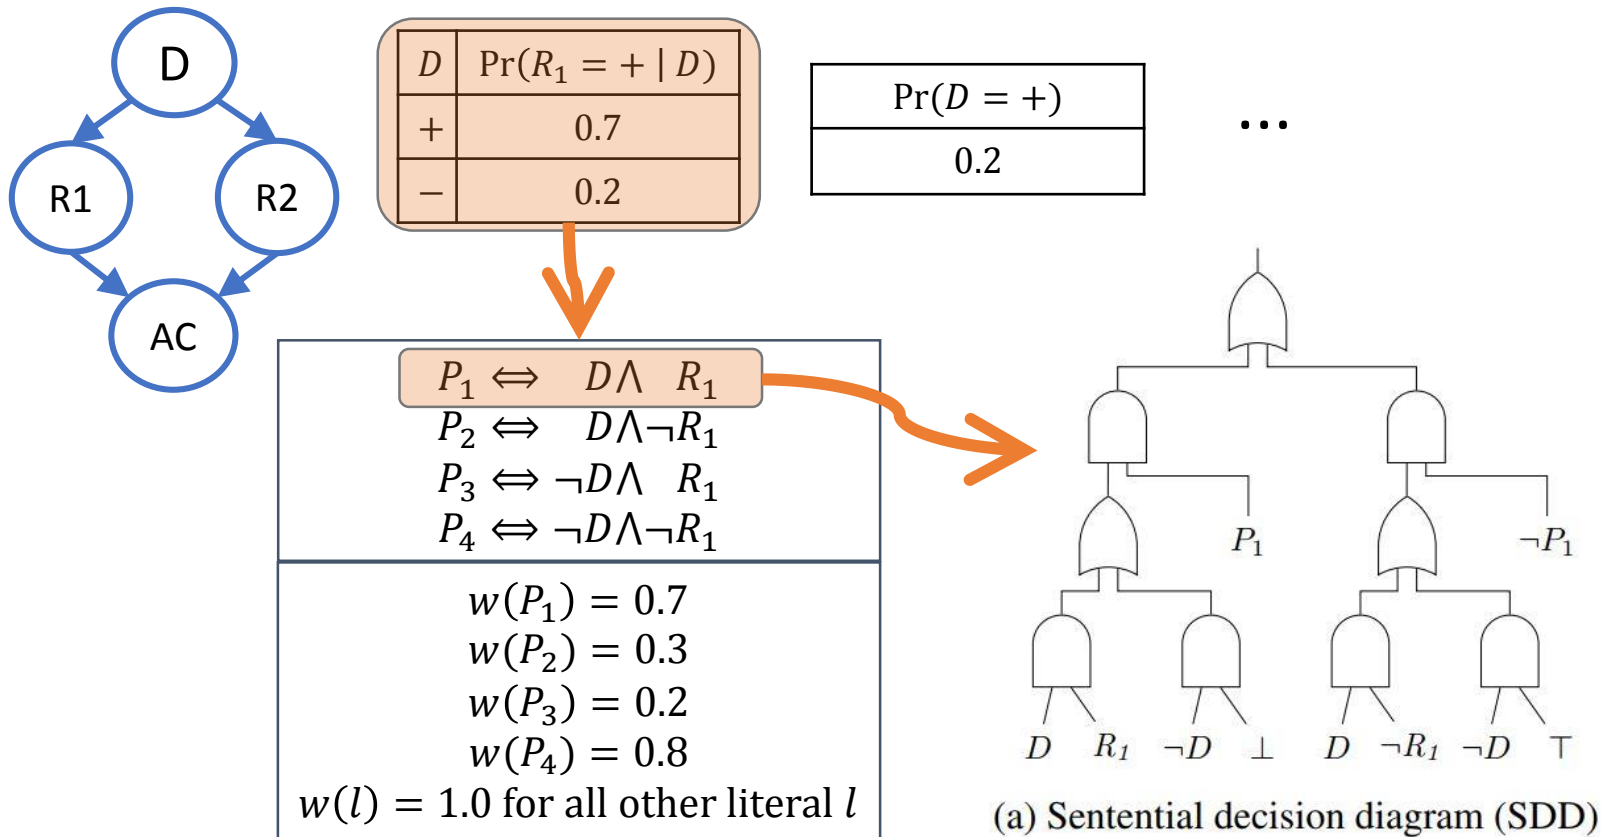 D
R1
R2
AC
D Pr(R₁ = + | D)
+ 0.7
− 0.2
Pr(D = +)
0.2
...
P₁ ⟺ D ∧ R₁
P₂ ⟺ D ∧ ¬R₁
P₃ ⟺ ¬D ∧ R₁
P₄ ⟺ ¬D ∧ ¬R₁
w(P₁) = 0.7
w(P₂) = 0.3
w(P₃) = 0.2
w(P₄) = 0.8
w(l) = 1.0 for all other literal l
P₁ ¬P₁
D R₁ ¬D ⊥ D ¬R₁ ¬D ⊤
(a) Sentential decision diagram (SDD)